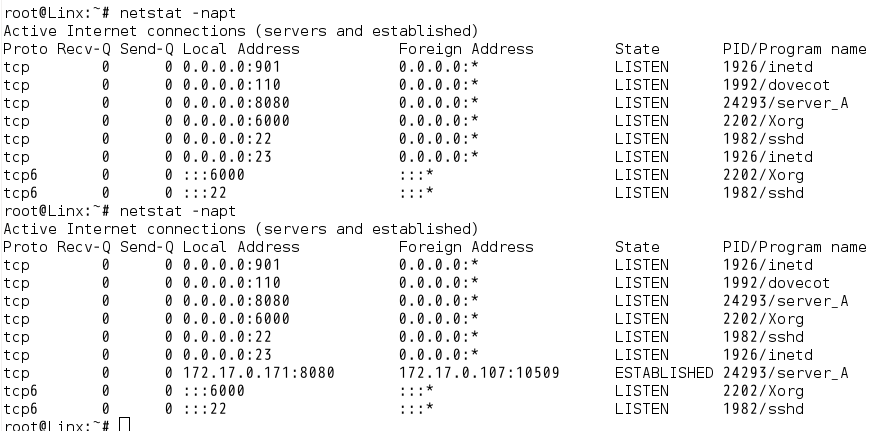 root@Linx:~# netstat -napt
Active Internet connections (servers and established)
Proto Recv-Q Send-Q Local Address           Foreign Address         State       PID/Program name
tcp        0      0 0.0.0.0:901             0.0.0.0:*               LISTEN      1926/inetd
tcp        0      0 0.0.0.0:110             0.0.0.0:*               LISTEN      1992/dovecot
tcp        0      0 0.0.0.0:8080            0.0.0.0:*               LISTEN      24293/server_A
tcp        0      0 0.0.0.0:6000            0.0.0.0:*               LISTEN      2202/Xorg
tcp        0      0 0.0.0.0:22              0.0.0.0:*               LISTEN      1982/sshd
tcp        0      0 0.0.0.0:23              0.0.0.0:*               LISTEN      1926/inetd
tcp6       0      0 :::6000                 :::*                    LISTEN      2202/Xorg
tcp6       0      0 :::22                   :::*                    LISTEN      1982/sshd
root@Linx:~# netstat -napt
Active Internet connections (servers and established)
Proto Recv-Q Send-Q Local Address           Foreign Address         State       PID/Program name
tcp        0      0 0.0.0.0:901             0.0.0.0:*               LISTEN      1926/inetd
tcp        0      0 0.0.0.0:110             0.0.0.0:*               LISTEN      1992/dovecot
tcp        0      0 0.0.0.0:8080            0.0.0.0:*               LISTEN      24293/server_A
tcp        0      0 0.0.0.0:6000            0.0.0.0:*               LISTEN      2202/Xorg
tcp        0      0 0.0.0.0:22              0.0.0.0:*               LISTEN      1982/sshd
tcp        0      0 0.0.0.0:23              0.0.0.0:*               LISTEN      1926/inetd
tcp        0      0 172.17.0.171:8080       172.17.0.107:10509      ESTABLISHED 24293/server_A
tcp6       0      0 :::6000                 :::*                    LISTEN      2202/Xorg
tcp6       0      0 :::22                   :::*                    LISTEN      1982/sshd
root@Linx:~#